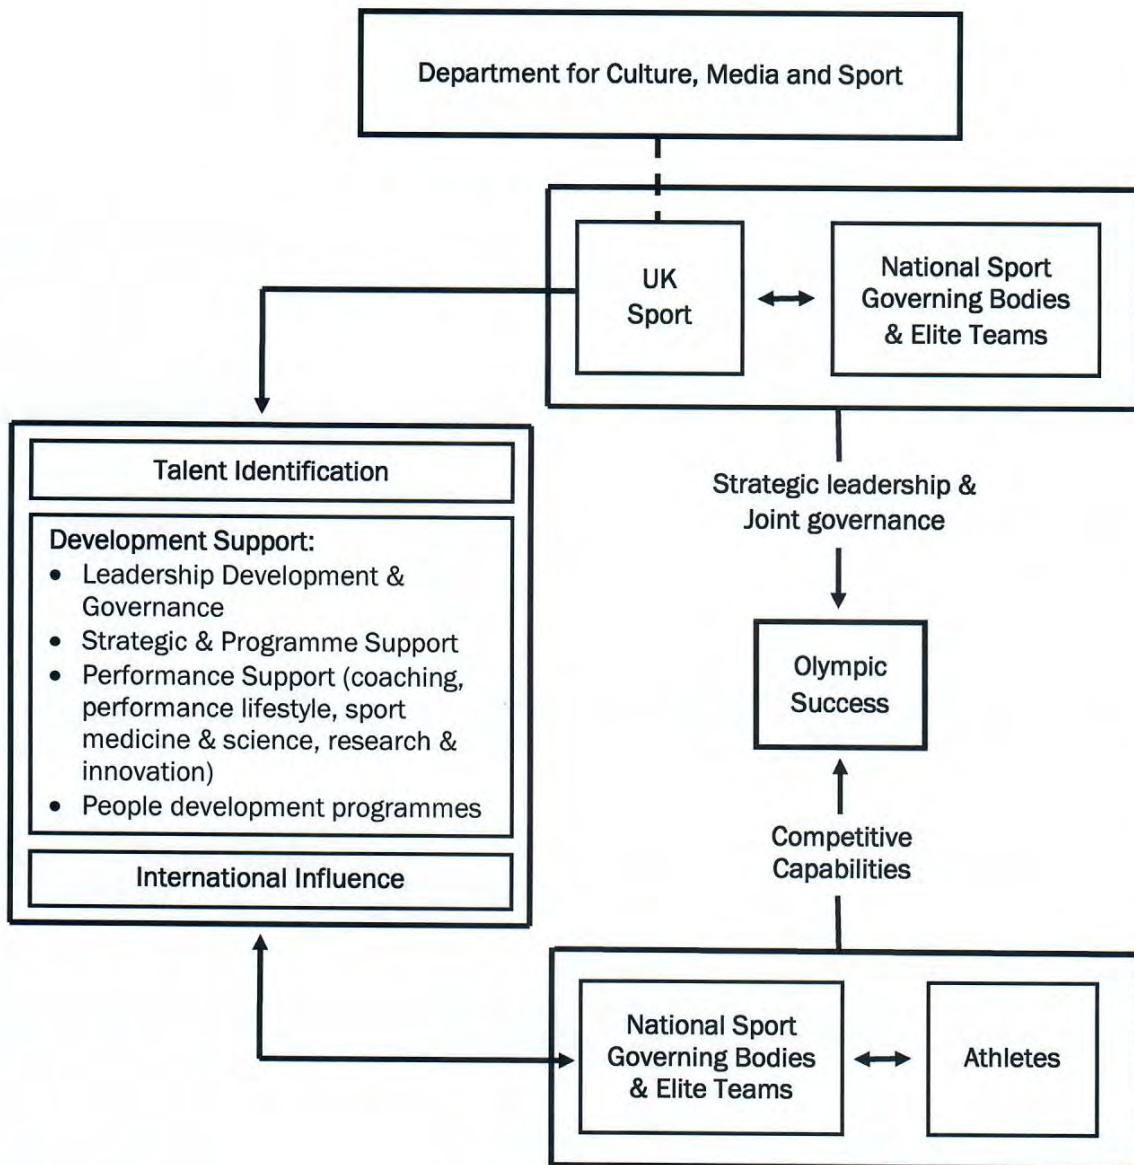 Department for Culture, Media and Sport
UK
Sport
National Sport
Governing Bodies
& Elite Teams
Talent Identification
Development Support:
• Leadership Development &
Governance
• Strategic & Programme Support
• Performance Support (coaching,
performance lifestyle, sport
medicine & science, research &
innovation)
• People development programmes
International Influence
Strategic leadership &
Joint governance
Olympic
Success
Competitive
Capabilities
National Sport
Governing Bodies
& Elite Teams
Athletes